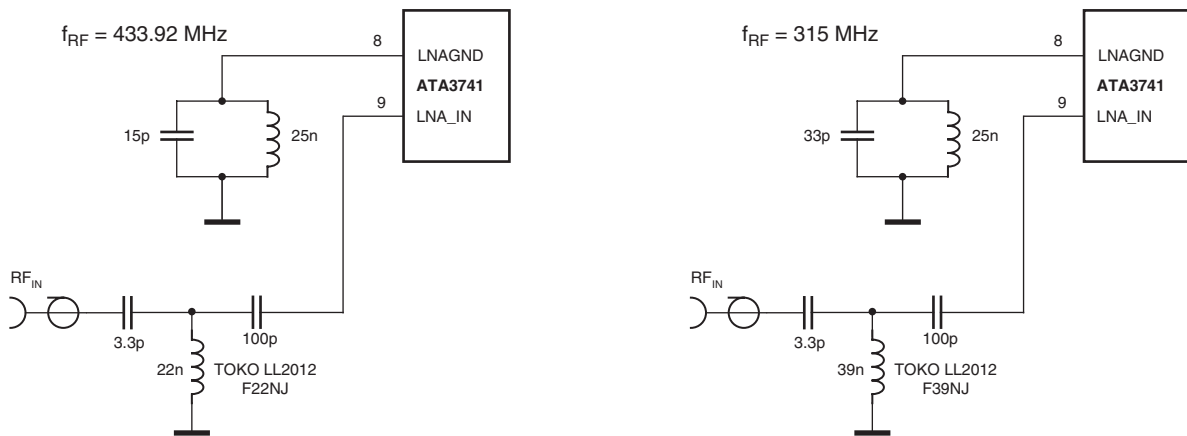 f_RF = 433.92 MHz
8
LNAGND
ATA3741
9
LNA_IN
15p
25n
RF_IN
3.3p
100p
22n
TOKO LL2012
F22NJ
f_RF = 315 MHz
8
LNAGND
ATA3741
9
LNA_IN
33p
25n
RF_IN
3.3p
100p
39n
TOKO LL2012
F39NJ